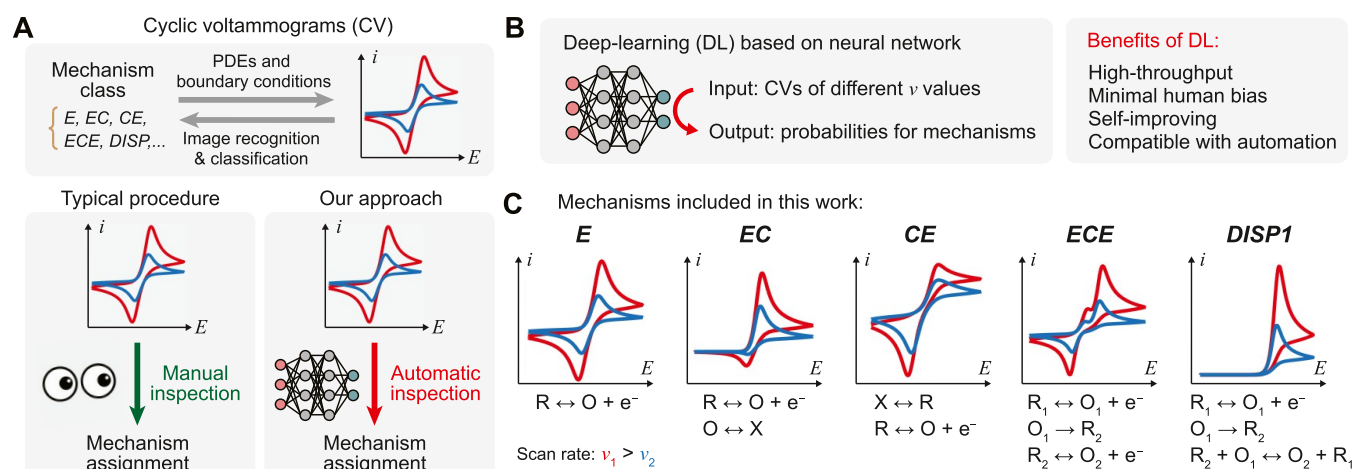 A
Cyclic voltammograms (CV)
Mechanism
class
E, EC, CE,
ECE, DISP,...
PDEs and
boundary conditions
Image recognition
& classification
i
E
Typical procedure
i
E
Manual
inspection
Mechanism
assignment
Our approach
i
E
Automatic
inspection
Mechanism
assignment
B
Deep-learning (DL) based on neural network
Input: CVs of different v values
Output: probabilities for mechanisms
Benefits of DL:
High-throughput
Minimal human bias
Self-improving
Compatible with automation
C
Mechanisms included in this work:
E
i
E
R ↔ O + e⁻
EC
i
E
R ↔ O + e⁻
O ↔ X
CE
i
E
X ↔ R
R ↔ O + e⁻
ECE
i
E
R₁ ↔ O₁ + e⁻
O₁ → R₂
R₂ ↔ O₂ + e⁻
DISP1
i
E
R₁ ↔ O₁ + e⁻
O₁ → R₂
R₂ + O₁ ↔ O₂ + R₁
Scan rate: v₁ > v₂